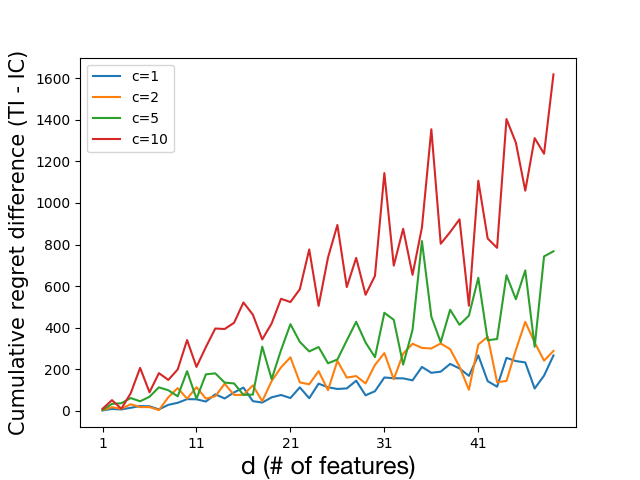 Cumulative regret difference (TI - IC)
1600
1400
1200
1000
800
600
400
200
0
c=1
c=2
c=5
c=10
1 11 21 31 41
d (# of features)